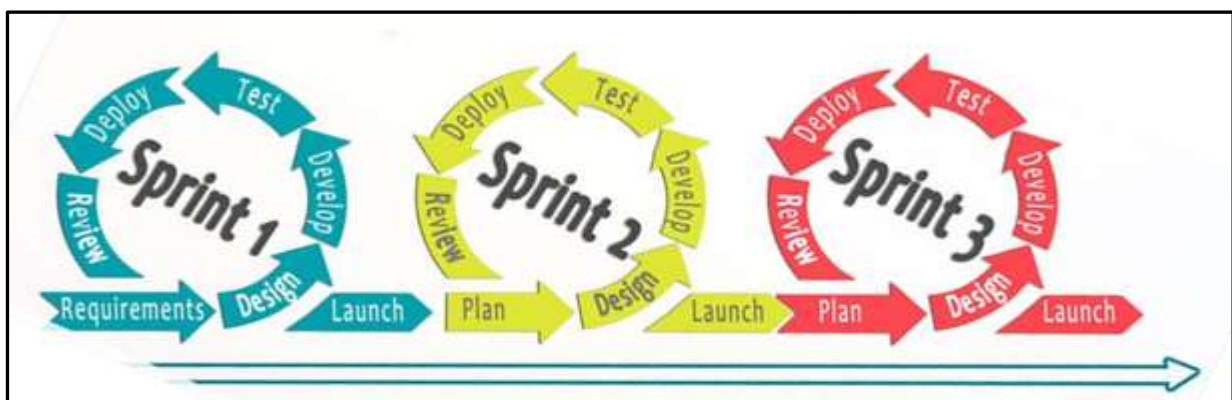 Deploy
Test
Sprint 1
Develop
Review
Requirements
Design
Launch
Deploy
Test
Sprint 2
Develop
Review
Plan
Design
Launch
Deploy
Test
Sprint 3
Develop
Review
Plan
Design
Launch